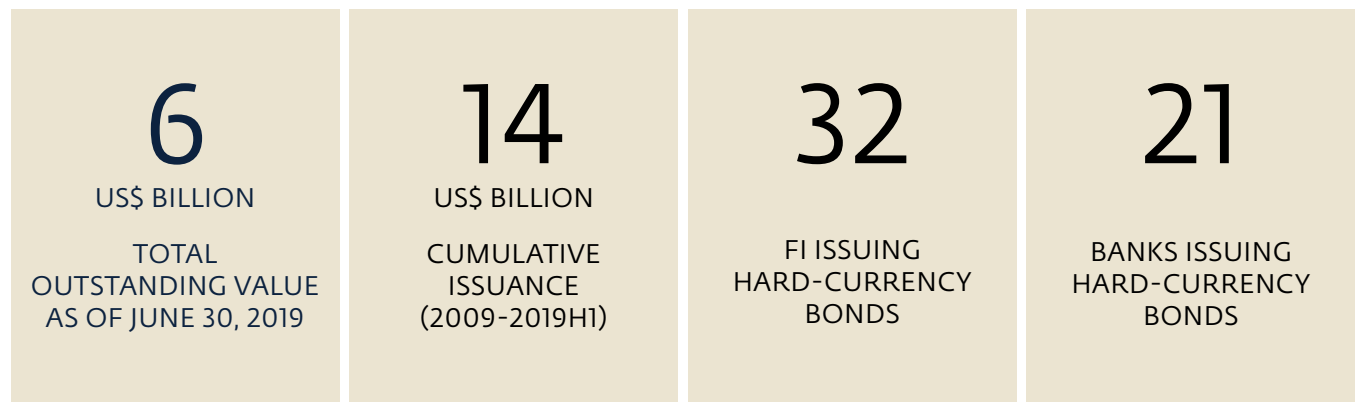 6
US$ BILLION
TOTAL
OUTSTANDING VALUE
AS OF JUNE 30, 2019
14
US$ BILLION
CUMULATIVE
ISSUANCE
(2009-2019H1)
32
FI ISSUING
HARD-CURRENCY
BONDS
21
BANKS ISSUING
HARD-CURRENCY
BONDS